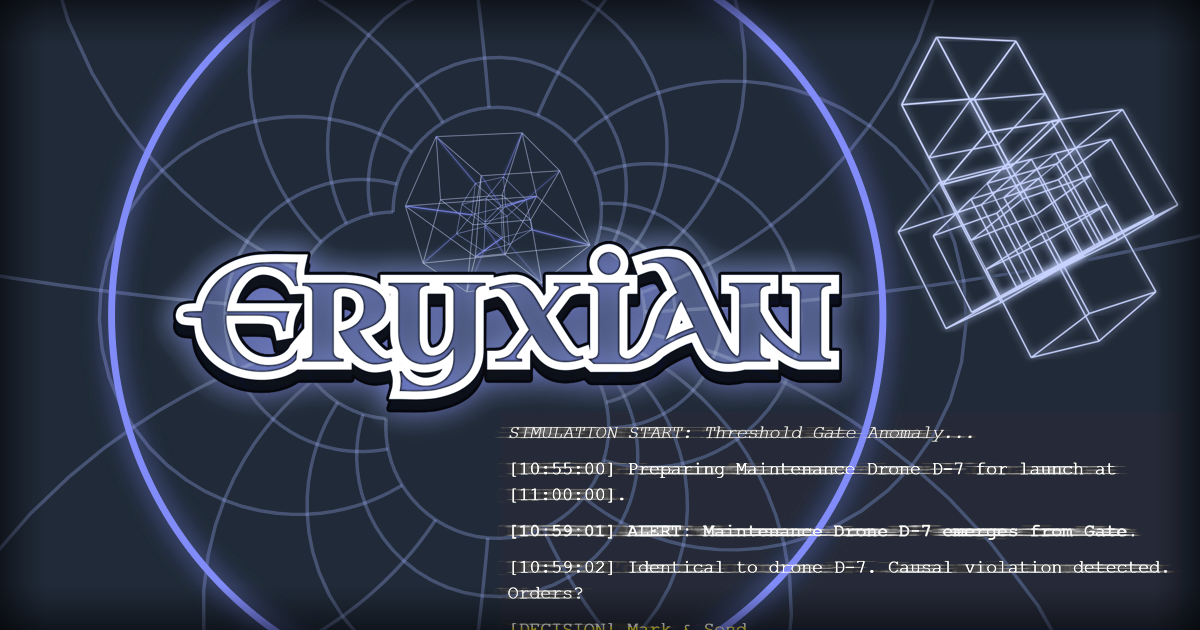 ERYXIAN
SIMULATION START: Threshold Gate Anomaly...
[10:55:00] Preparing Maintenance Drone D-7 for launch at
[11:00:00].
[10:59:01] ALERT: Maintenance Drone D-7 emerges from Gate.
[10:59:02] Identical to drone D-7. Causal violation detected.
Orders?
[DECISION] Mark & Send